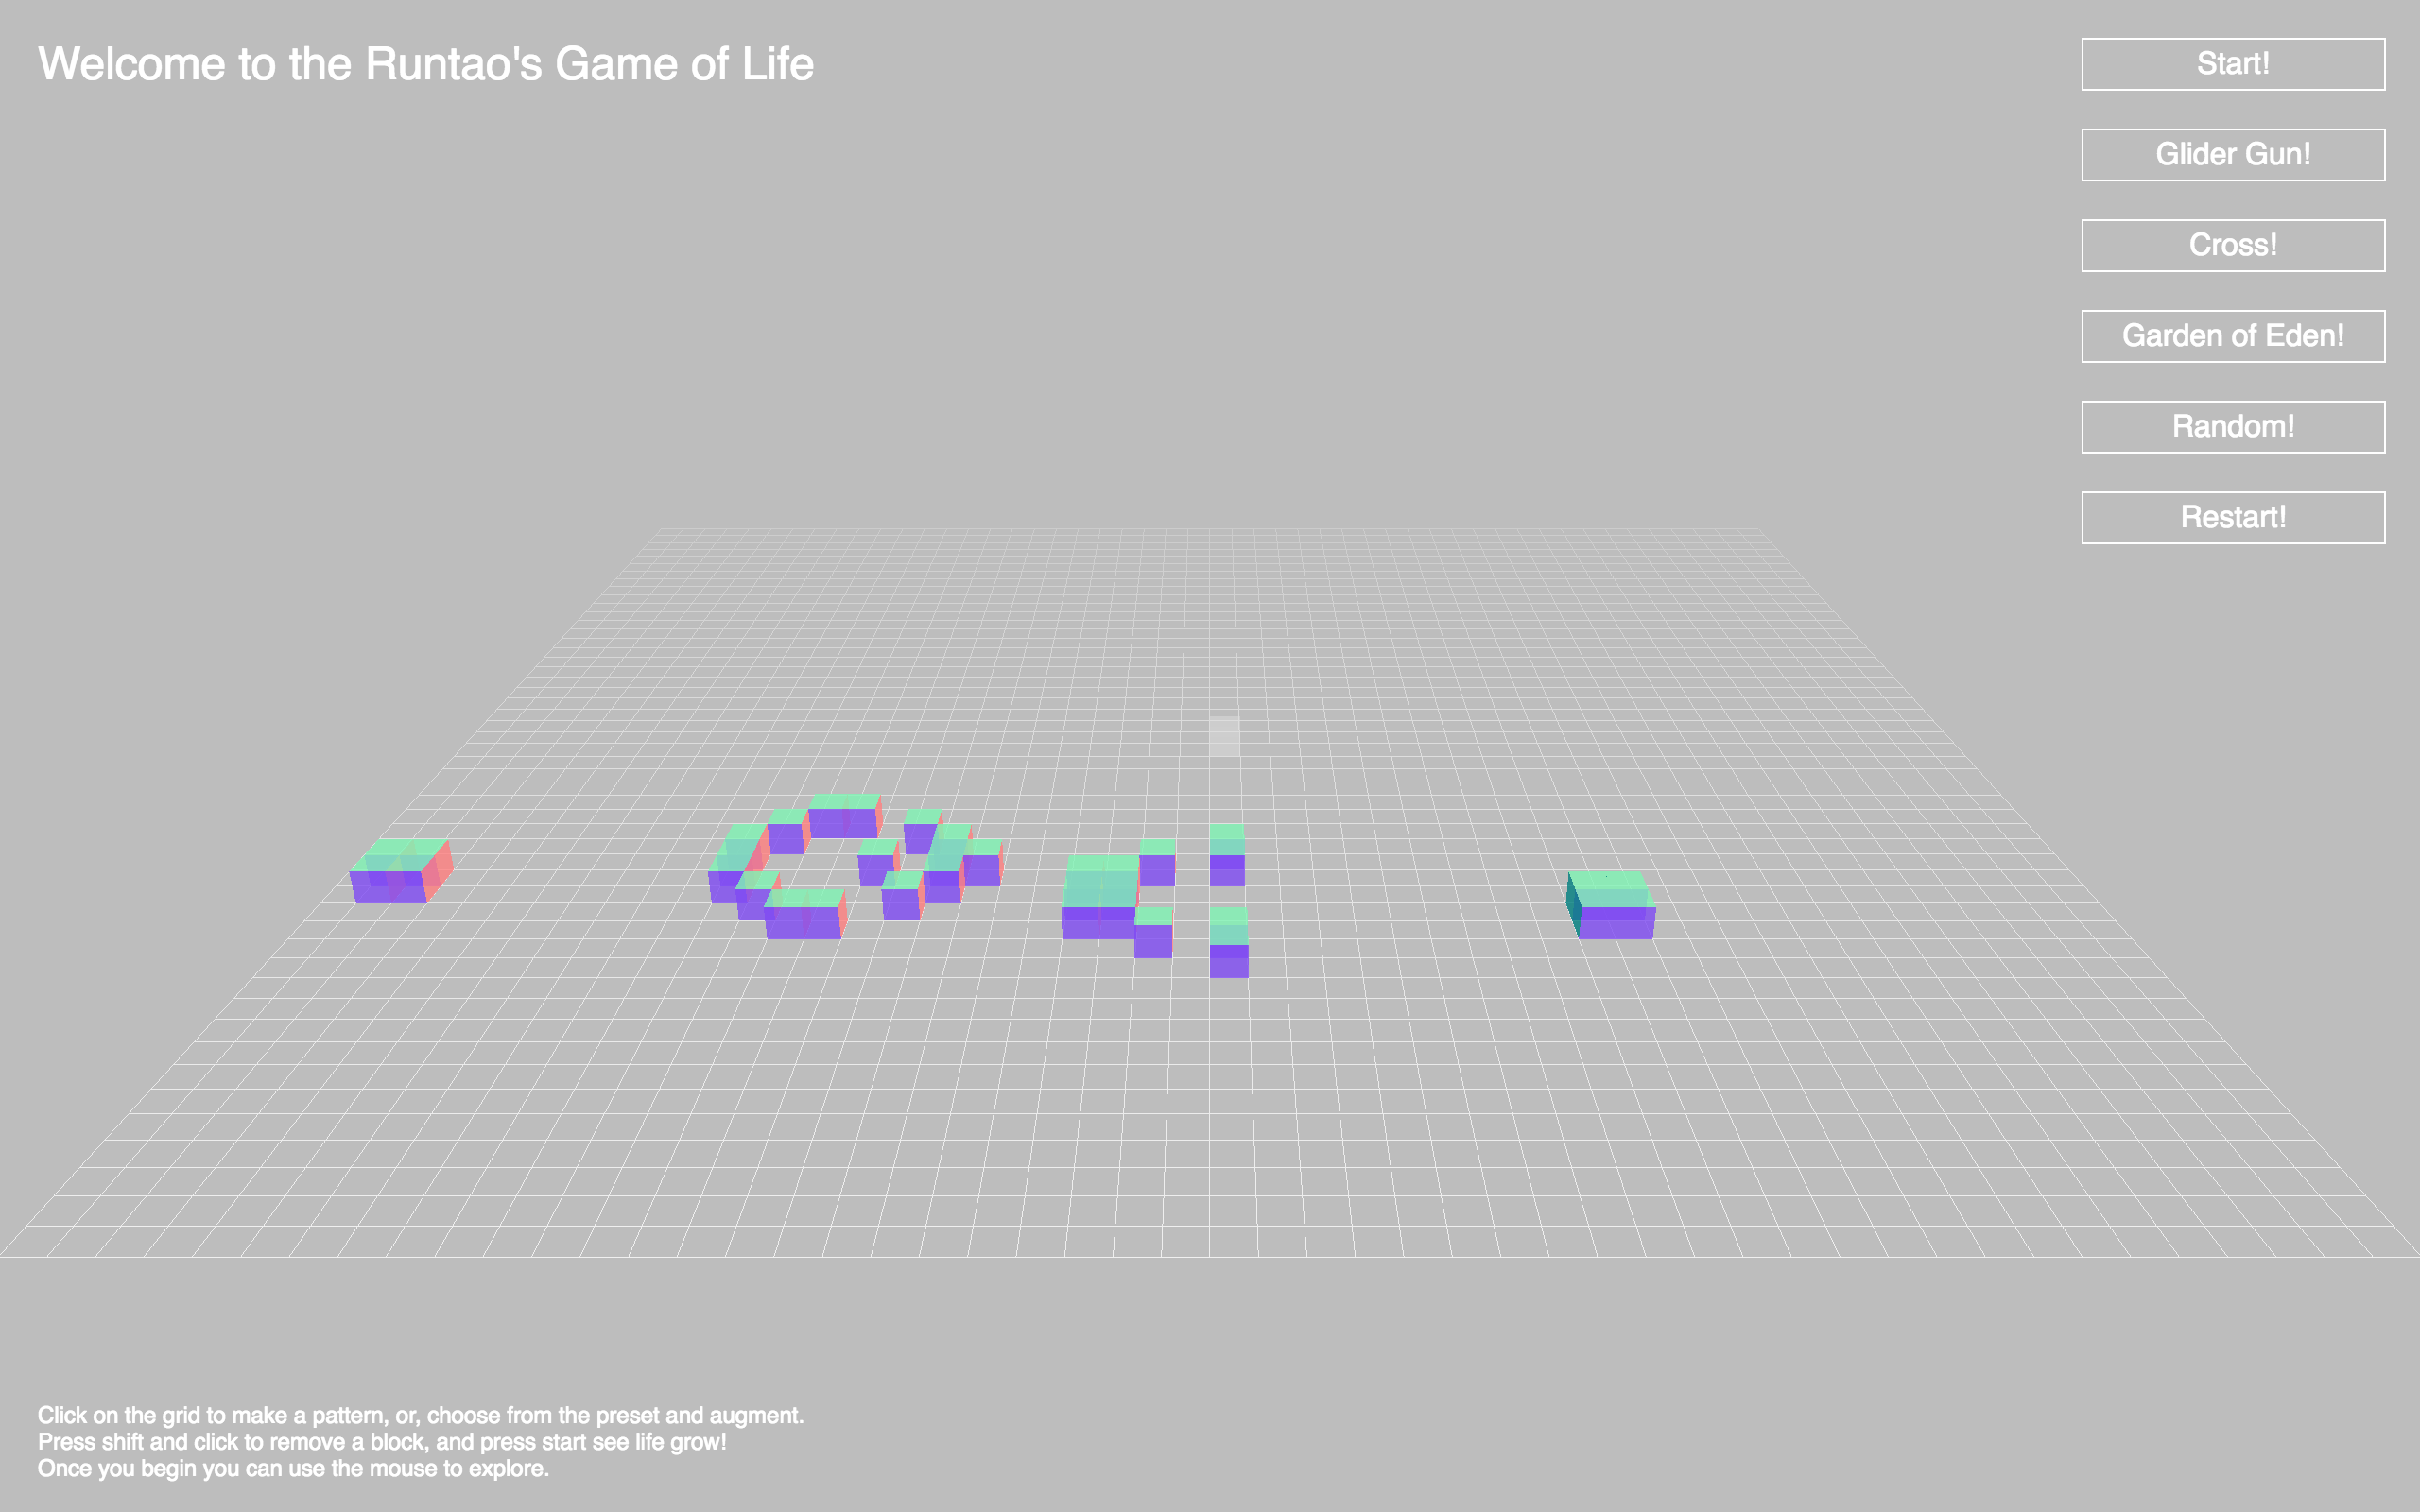 Welcome to the Runtao's Game of Life
Start!
Glider Gun!
Cross!
Garden of Eden!
Random!
Restart!
Click on the grid to make a pattern, or, choose from the preset and augment.
Press shift and click to remove a block, and press start see life grow!
Once you begin you can use the mouse to explore.